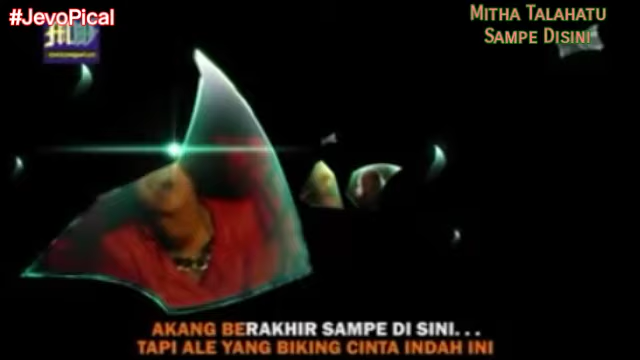 #JevoPical
Mitha Talahatu
Sampe Disini
AKANG BERAKHIR SAMPE DI SINI. . .
TAPI ALE YANG BIKING CINTA INDAH INI